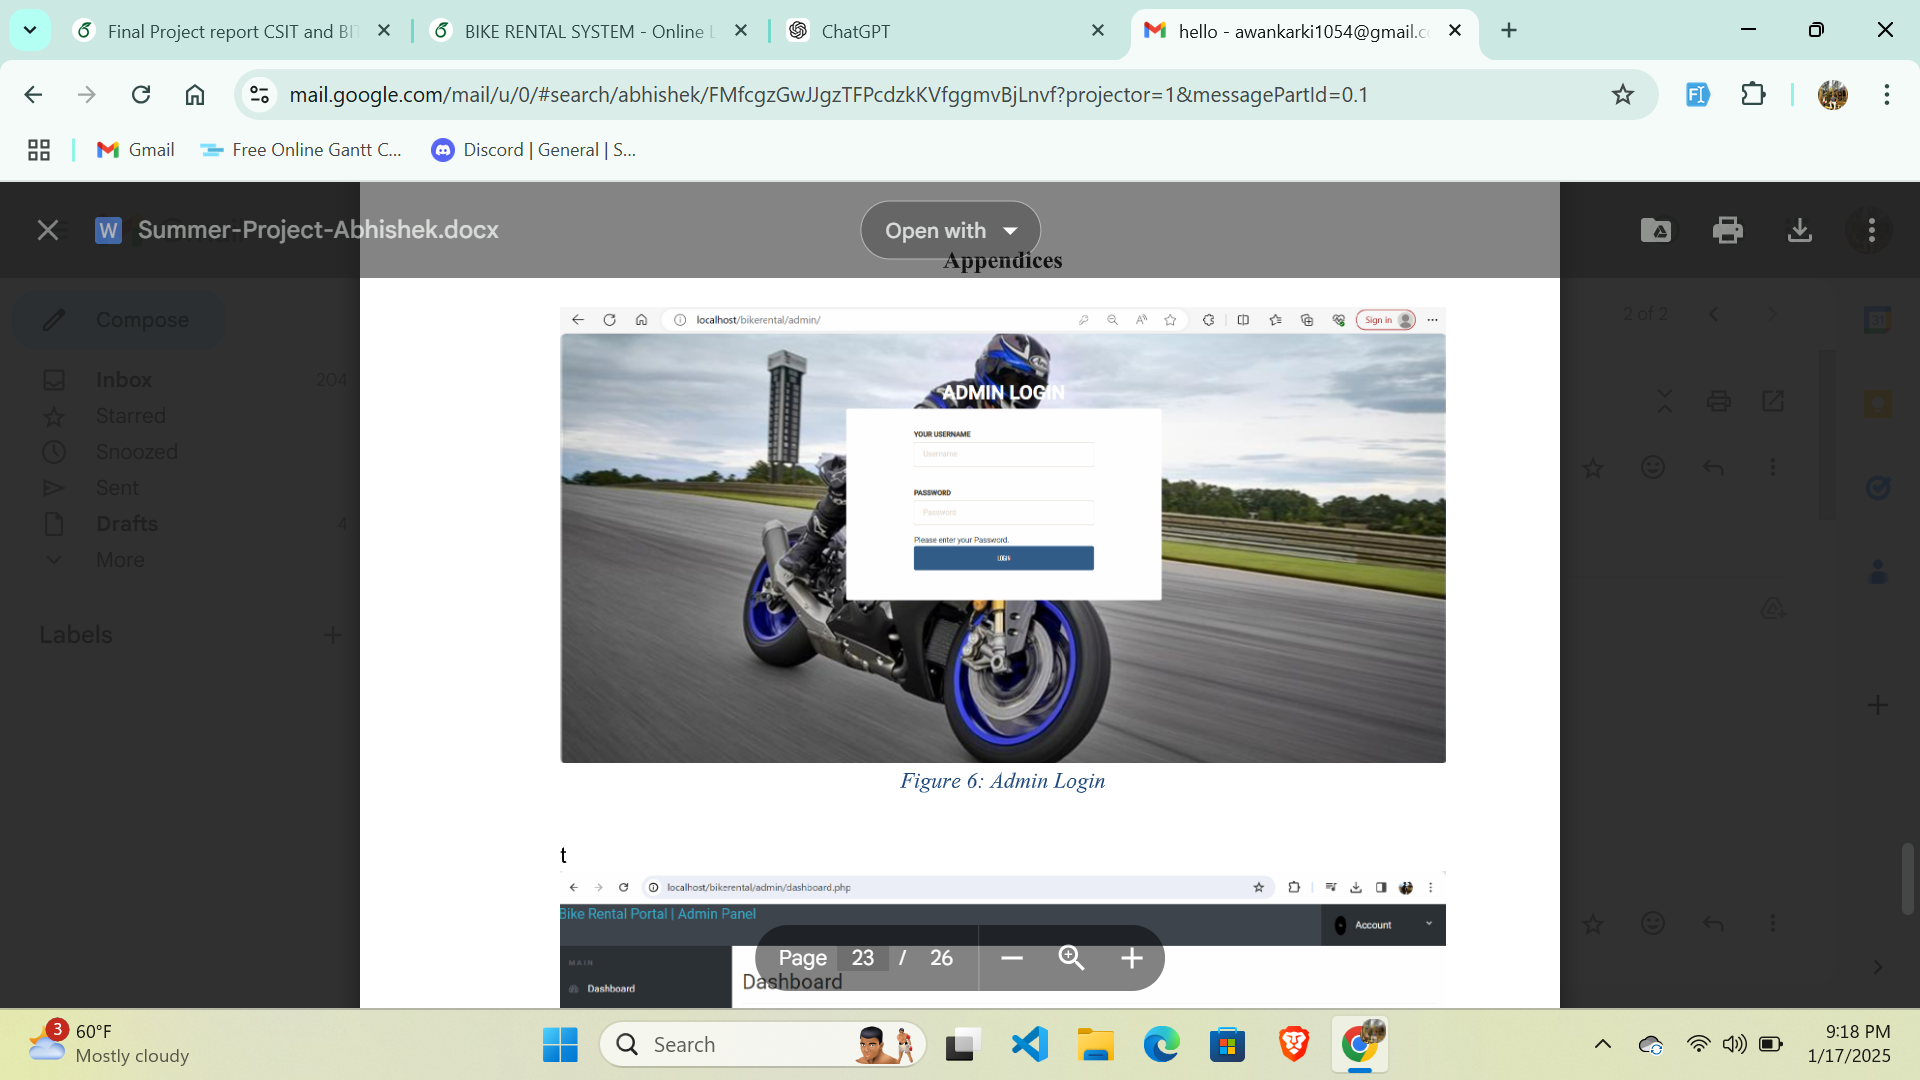 Final Project report CSIT and BIT
BIKE RENTAL SYSTEM - Online L
ChatGPT
hello - awankarki1054@gmail.co
mail.google.com/mail/u/0/#search/abhishek/FMfcgzGwJJgzTFPcdzkKVfggmvBjLnvf?projector=1&messagePartId=0.1
Gmail
Free Online Gantt C...
Discord | General | S...
W
Summer-Project-Abhishek.docx
Open with
Appendices
Compose
2 of 2
Inbox 204
Starred
Snoozed
Sent
Drafts 4
More
Labels
31
localhost/bikerental/admin/
Sign in
ADMIN LOGIN
YOUR USERNAME
Username
PASSWORD
Password
Please enter your Password.
LOGIN
Figure 6: Admin Login
t
localhost/bikerental/admin/dashboard.php
Bike Rental Portal | Admin Panel
Account
MAIN
Dashboard
Dashboard
Page 23 / 26
3
60°F
Mostly cloudy
Search
9:18 PM
1/17/2025